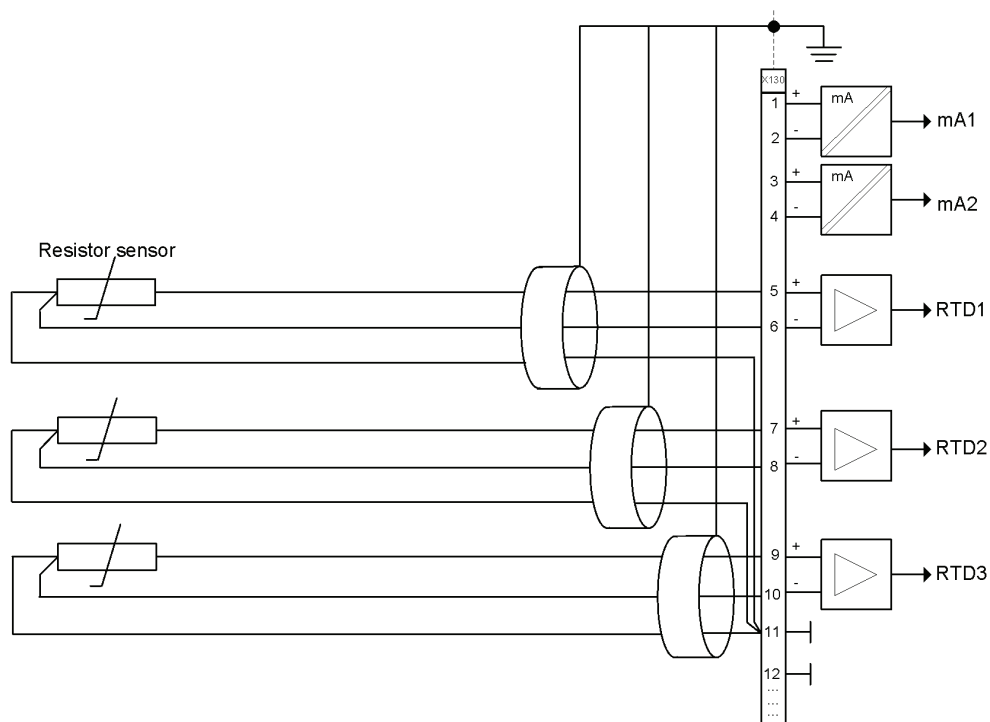 X130
1 + mA
mA1
2 -
3 + mA
mA2
4 -
Resistor sensor
5 +
RTD1
6 -
7 +
RTD2
8 -
9 +
RTD3
10 -
11
12
...
...
...